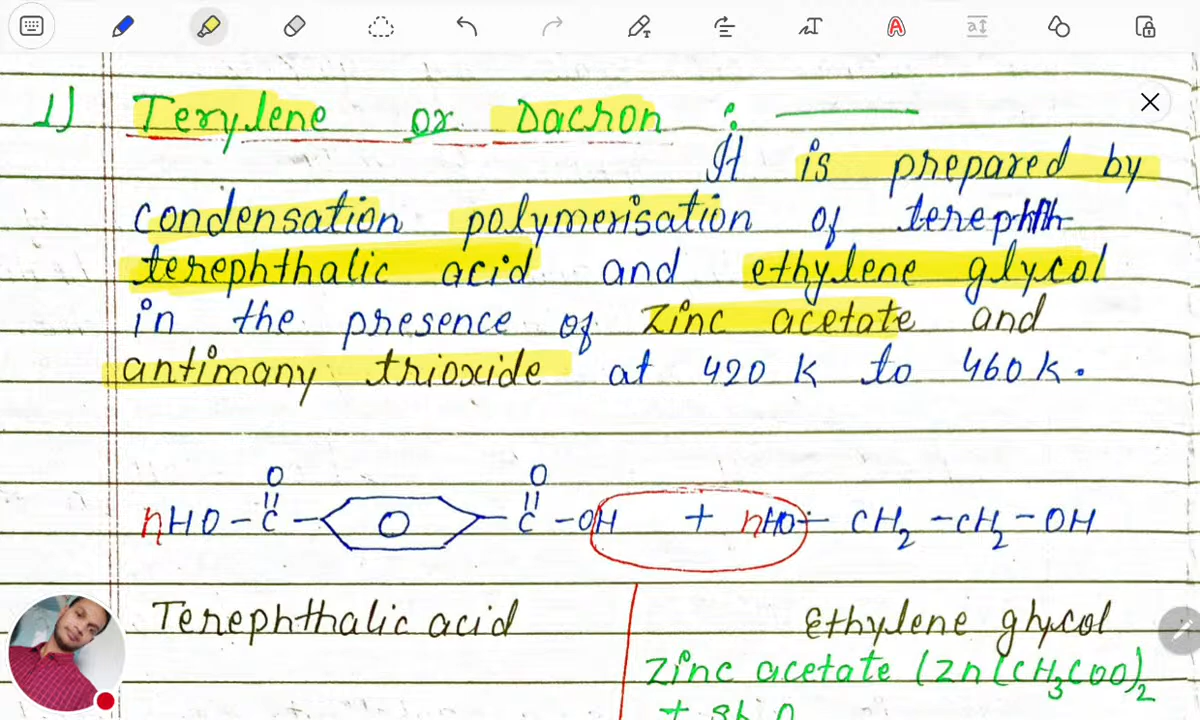 1) Terylene or Dacron :
It is prepared by
condensation polymerisation of terephth
terephthalic acid and ethylene glycol
in the presence of Zinc acetate and
antimany trioxide at 420 K to 460 K.
O O
|| ||
nHO-C- O -C-OH + nHO-CH2-CH2-OH
Terephthalic acid Ethylene glycol
Zinc acetate (Zn(CH3COO)2